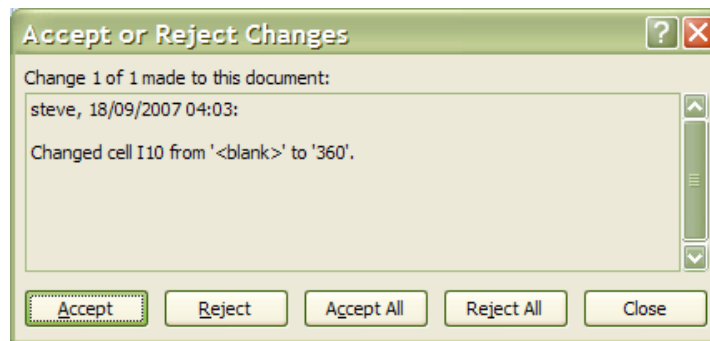 Accept or Reject Changes
Change 1 of 1 made to this document:
steve, 18/09/2007 04:03:
Changed cell I10 from '<blank>' to '360'.
Accept Reject Accept All Reject All Close